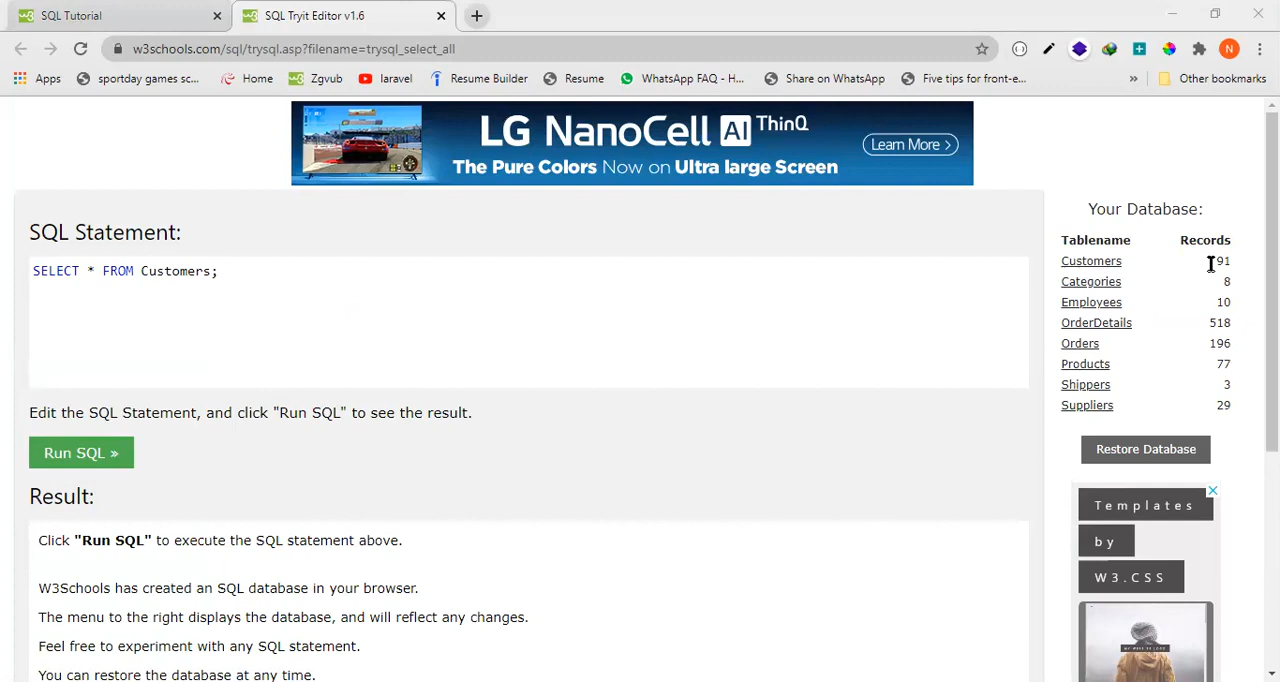 SQL Tutorial
SQL Tryit Editor v1.6
w3schools.com/sql/trysql.asp?filename=trysql_select_all
N
Apps
sportday games sc...
Home
Zgvub
laravel
Resume Builder
Resume
WhatsApp FAQ - H...
Share on WhatsApp
Five tips for front-e...
»
Other bookmarks
LG NanoCell AI ThinQ
The Pure Colors Now on Ultra large Screen
Learn More >
SQL Statement:
SELECT * FROM Customers;
Edit the SQL Statement, and click "Run SQL" to see the result.
Run SQL »
Result:
Click "Run SQL" to execute the SQL statement above.
W3Schools has created an SQL database in your browser.
The menu to the right displays the database, and will reflect any changes.
Feel free to experiment with any SQL statement.
You can restore the database at any time.
Your Database:
Tablename Records
Customers 91
Categories 8
Employees 10
OrderDetails 518
Orders 196
Products 77
Shippers 3
Suppliers 29
Restore Database
Templates
by
W3.CSS